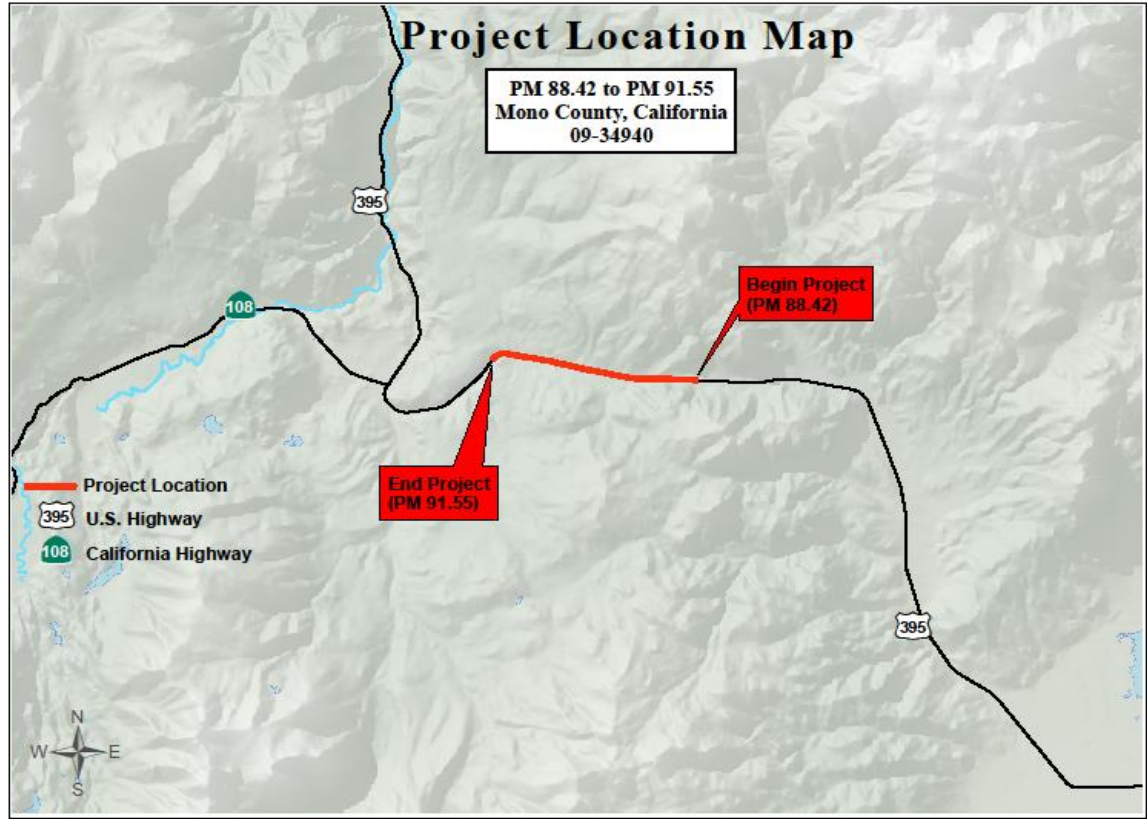 Project Location Map
PM 88.42 to PM 91.55
Mono County, California
09-34940
395
108
Begin Project
(PM 88.42)
End Project
(PM 91.55)
Project Location
395 U.S. Highway
108 California Highway
395
N
W E
S